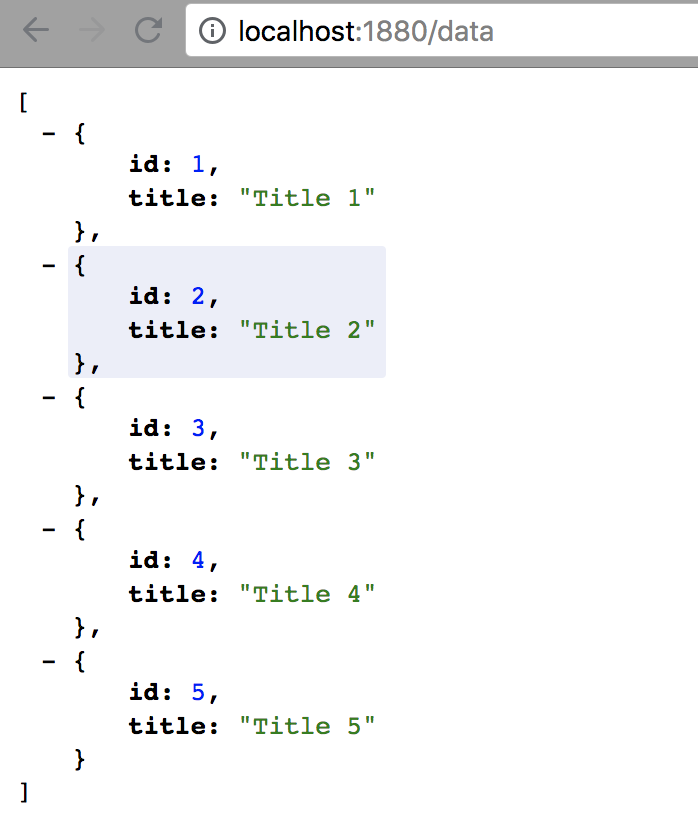 localhost:1880/data
[
- {
id: 1,
title: "Title 1"
},
- {
id: 2,
title: "Title 2"
},
- {
id: 3,
title: "Title 3"
},
- {
id: 4,
title: "Title 4"
},
- {
id: 5,
title: "Title 5"
}
]